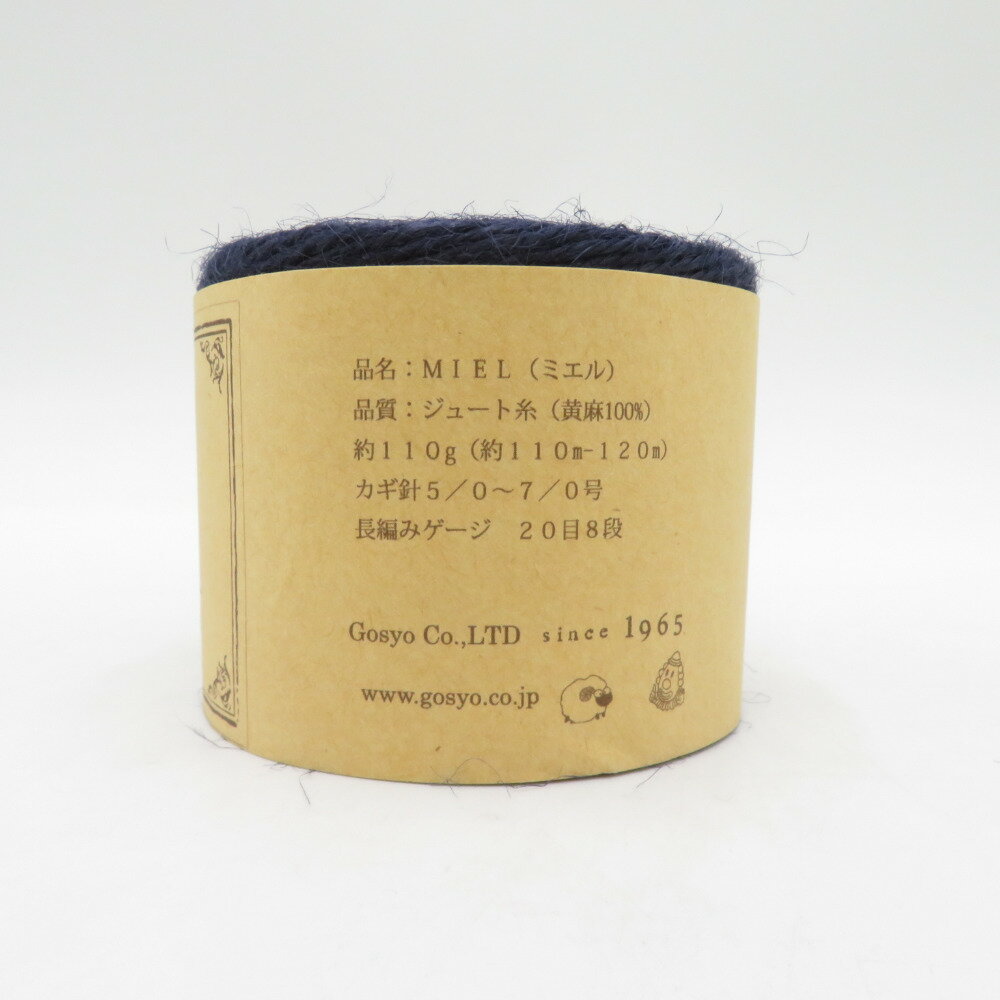 品名：ＭＩＥＬ（ミエル）
品質：ジュート糸（黄麻100%）
約１１０g（約１１０ｍ-１２０ｍ）
カギ針５／０～７／０号
長編みゲージ　２０目８段
Gosyo Co.,LTD since 1965
www.gosyo.co.jp